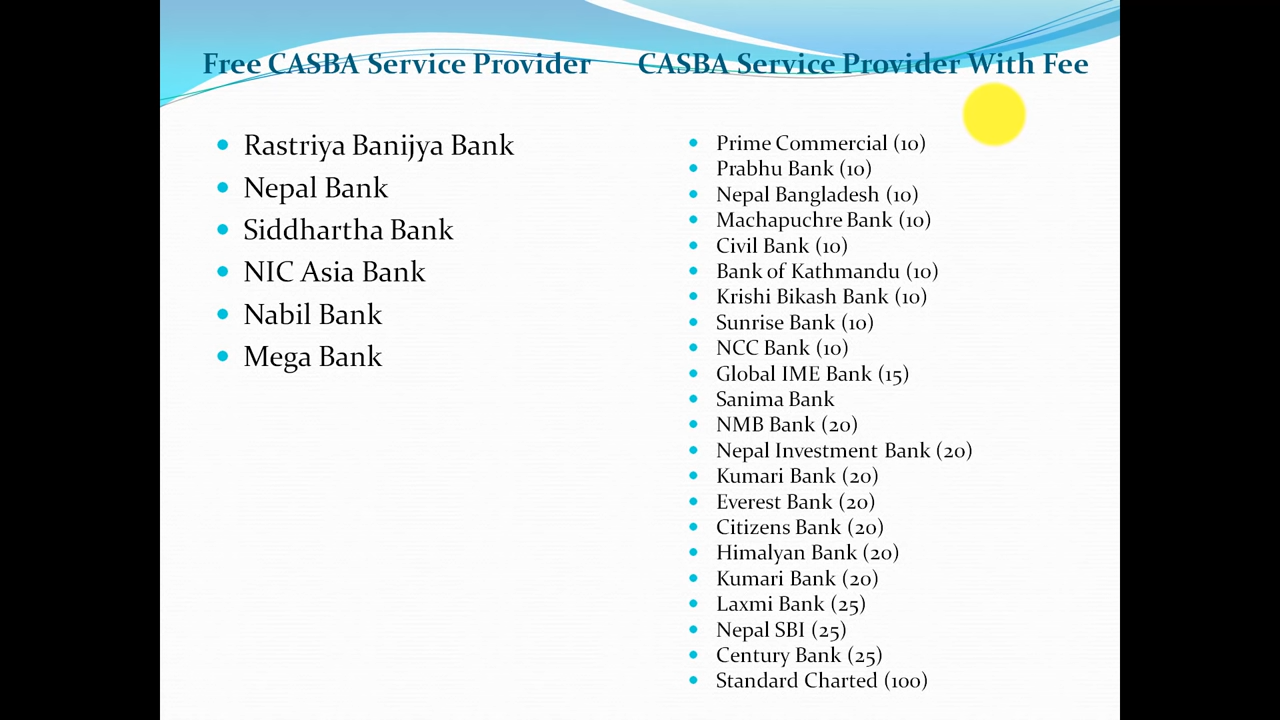 Free CASBA Service Provider
CASBA Service Provider With Fee
Rastriya Banijya Bank
Nepal Bank
Siddhartha Bank
NIC Asia Bank
Nabil Bank
Mega Bank
Prime Commercial (10)
Prabhu Bank (10)
Nepal Bangladesh (10)
Machapuchre Bank (10)
Civil Bank (10)
Bank of Kathmandu (10)
Krishi Bikash Bank (10)
Sunrise Bank (10)
NCC Bank (10)
Global IME Bank (15)
Sanima Bank
NMB Bank (20)
Nepal Investment Bank (20)
Kumari Bank (20)
Everest Bank (20)
Citizens Bank (20)
Himalyan Bank (20)
Kumari Bank (20)
Laxmi Bank (25)
Nepal SBI (25)
Century Bank (25)
Standard Charted (100)